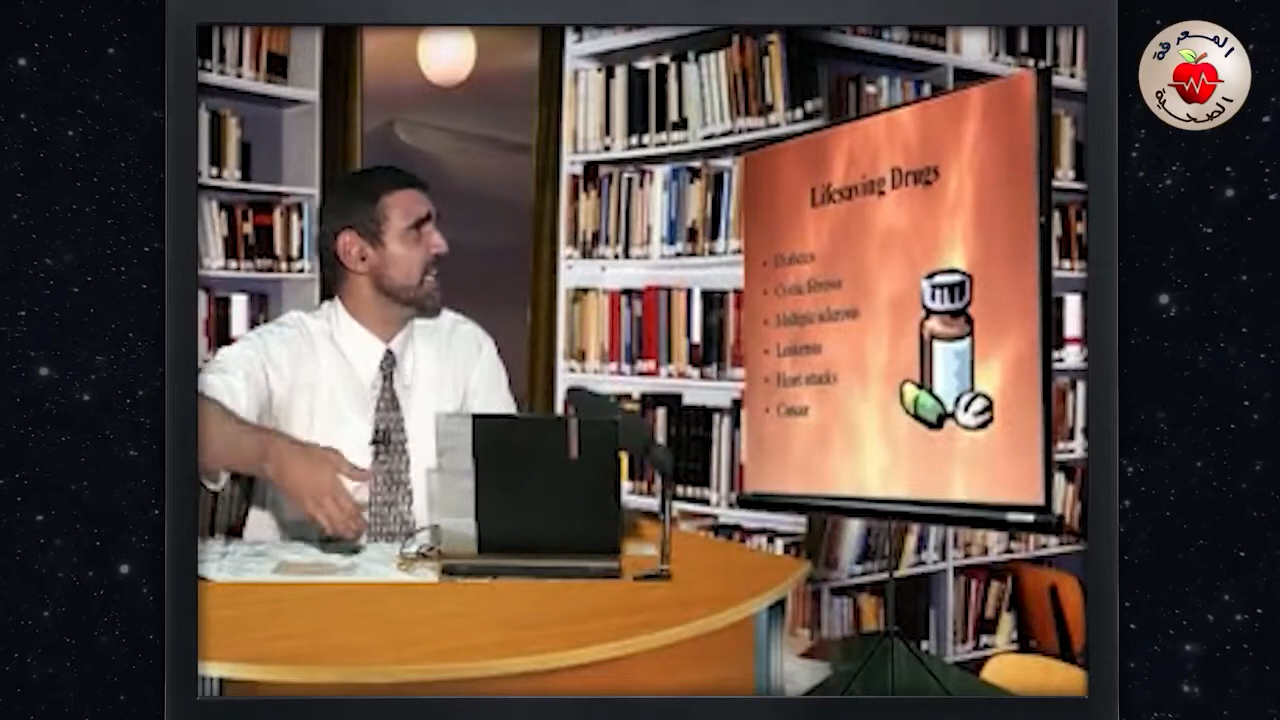 المعرفة
الصحية
Lifesaving Drugs
• Diabetes
• Cystic fibrosis
• Multiple sclerosis
• Leukemia
• Heart attacks
• Cancer